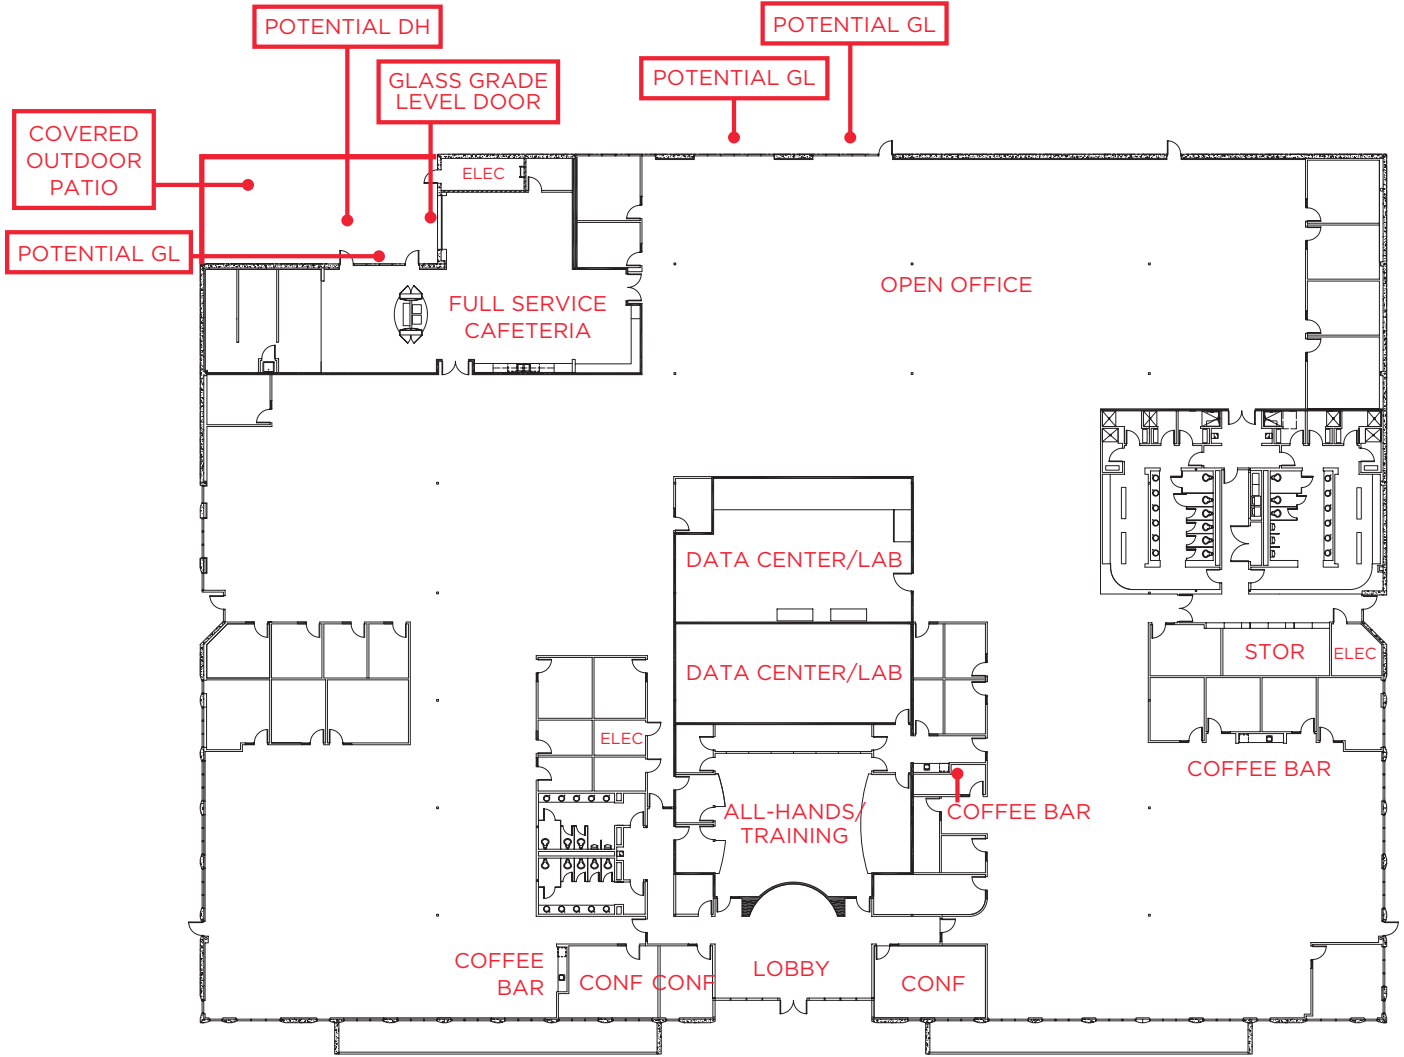 POTENTIAL DH
POTENTIAL GL
POTENTIAL GL
GLASS GRADE
LEVEL DOOR
COVERED
OUTDOOR
PATIO
ELEC
POTENTIAL GL
OPEN OFFICE
FULL SERVICE
CAFETERIA
DATA CENTER/LAB
DATA CENTER/LAB
STOR
ELEC
ELEC
COFFEE BAR
ALL-HANDS/
TRAINING
COFFEE BAR
COFFEE
BAR
CONF
CONF
LOBBY
CONF